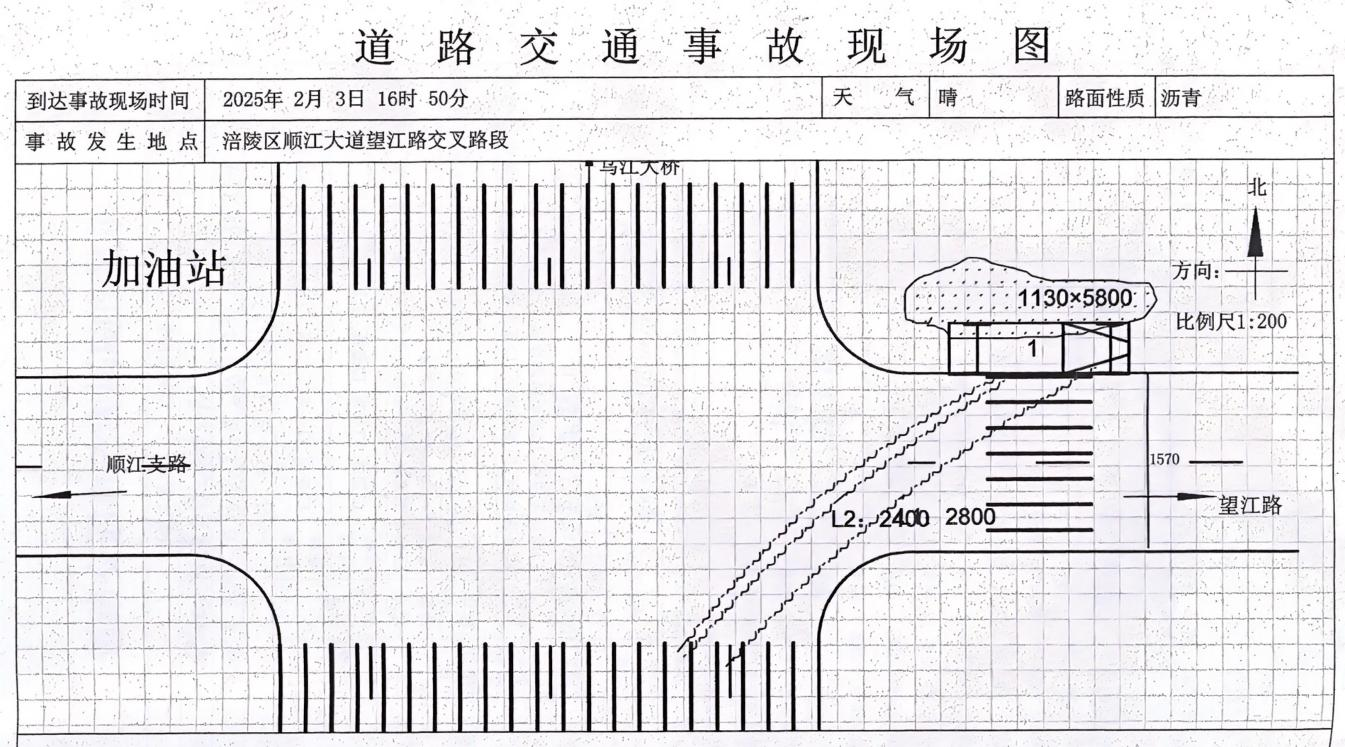 道路交通事故现场图
到达事故现场时间 2025年 2月 3日 16时 50分 天 气 晴 路面性质 沥青
事故发生地点 涪陵区顺江大道望江路交叉路段
乌江大桥
北
加油站
方向:
1130×5800
比例尺1:200
1
顺江支路
1570
望江路
L2: 2400
2800